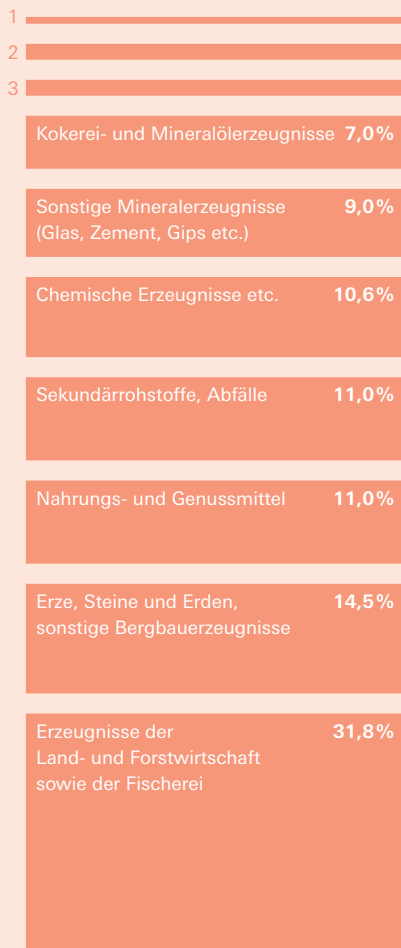 1
2
3
Kokerei- und Mineralölerzeugnisse 7,0%
Sonstige Mineralerzeugnisse 9,0%
(Glas, Zement, Gips etc.)
Chemische Erzeugnisse etc. 10,6%
Sekundärrohstoffe, Abfälle 11,0%
Nahrungs- und Genussmittel 11,0%
Erze, Steine und Erden, 14,5%
sonstige Bergbauerzeugnisse
Erzeugnisse der 31,8%
Land- und Forstwirtschaft
sowie der Fischerei